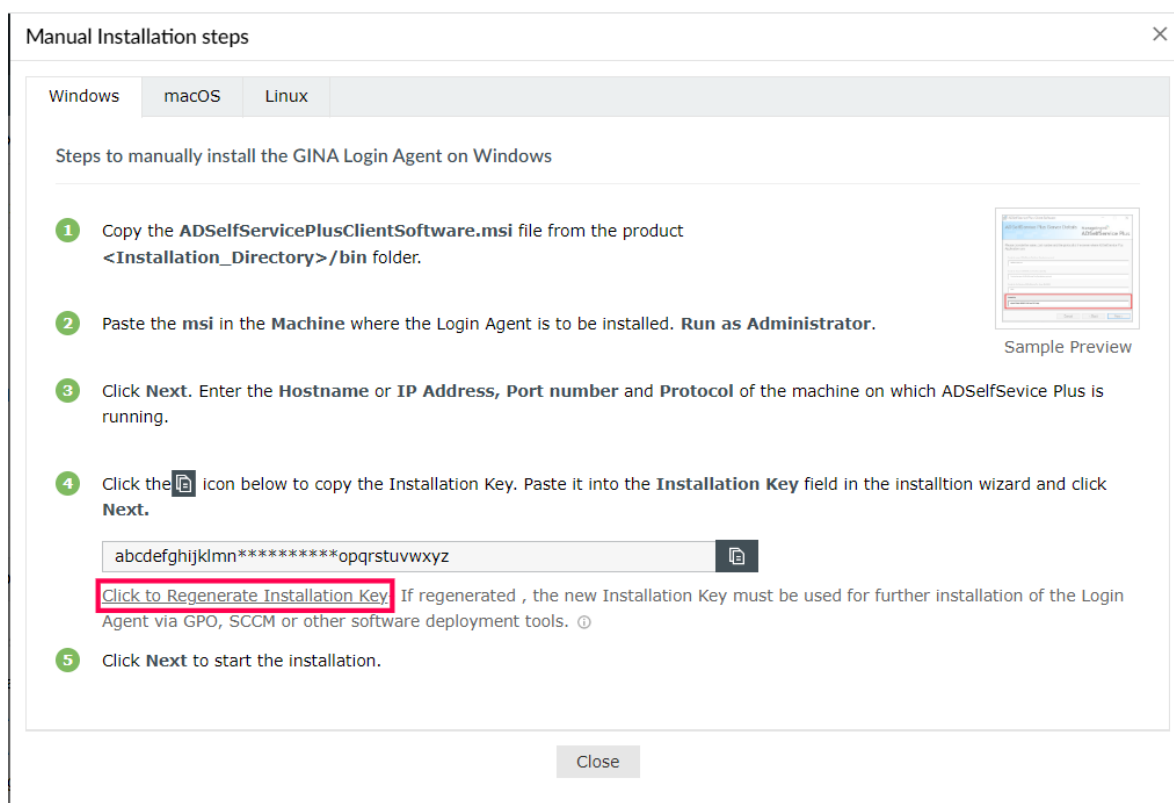 Manual Installation steps
Windows macOS Linux
Steps to manually install the GINA Login Agent on Windows
1 Copy the ADSelfServicePlusClientSoftware.msi file from the product
<Installation_Directory>/bin folder.
2 Paste the msi in the Machine where the Login Agent is to be installed. Run as Administrator.
Sample Preview
3 Click Next. Enter the Hostname or IP Address, Port number and Protocol of the machine on which ADSelfSevice Plus is
running.
4 Click the icon below to copy the Installation Key. Paste it into the Installation Key field in the installtion wizard and click
Next.
abcdefghijklmn**********opqrstuvwxyz
Click to Regenerate Installation Key If regenerated , the new Installation Key must be used for further installation of the Login
Agent via GPO, SCCM or other software deployment tools.
5 Click Next to start the installation.
Close